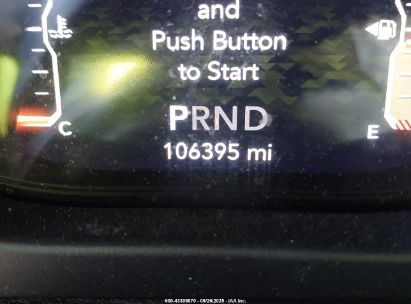 and
Push Button
to Start
PRND
106395 mi
C
E